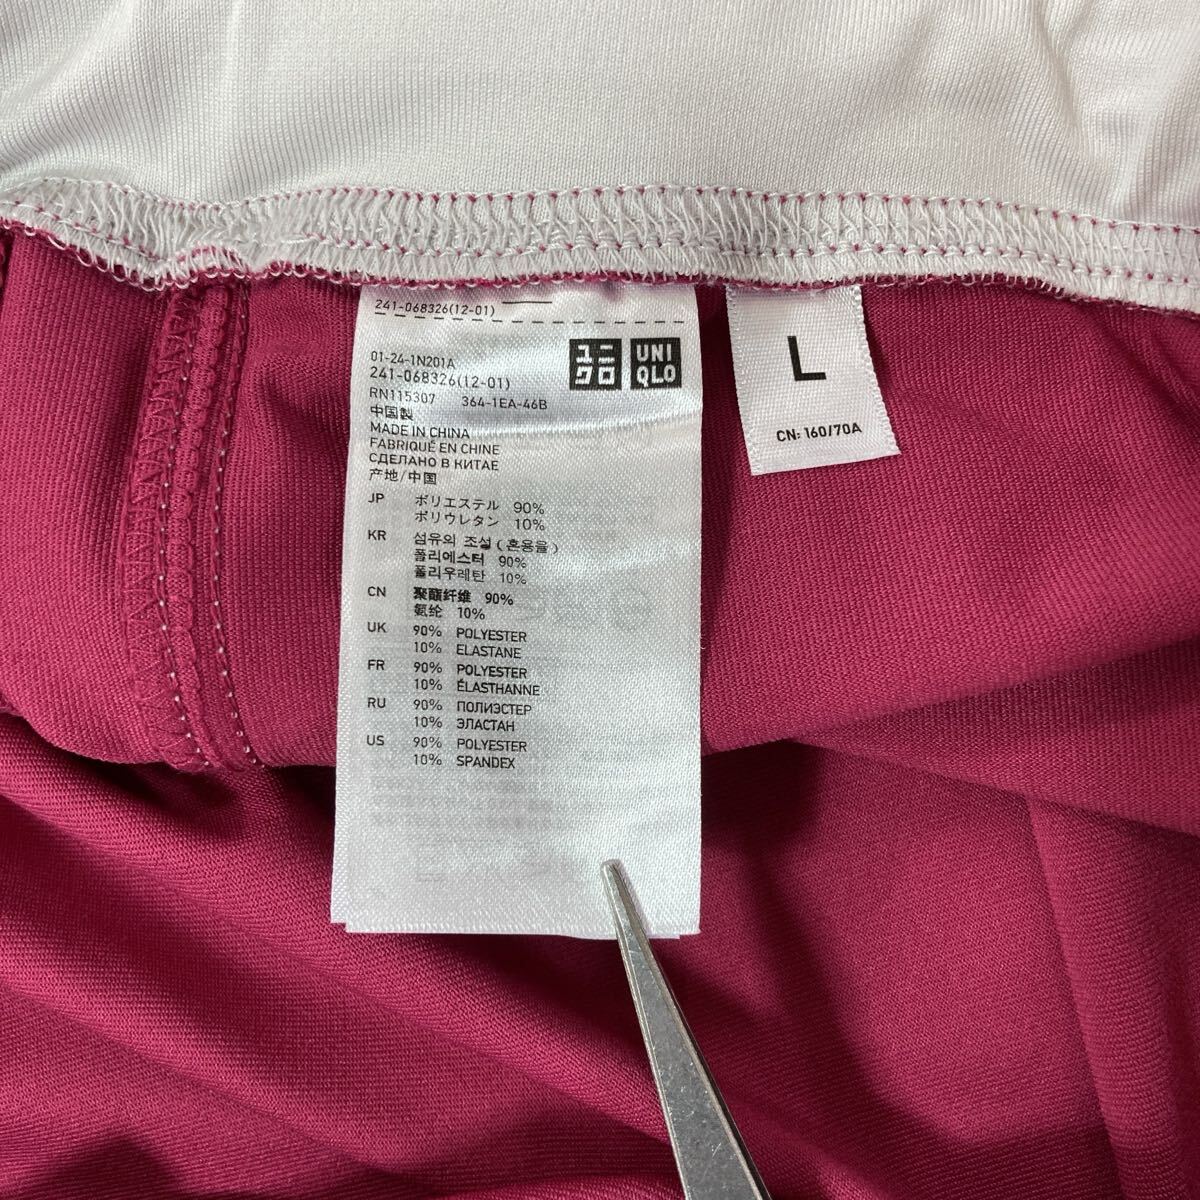 241-068326(12-01)
01-24-1N201A
241-068326(12-01)
RN115307 364-1EA-46B
ユニ
クロ
UNI
QLO
中国製
MADE IN CHINA
FABRIQUÉ EN CHINE
СДЕЛАНО В КИТАЕ
产地/中国
JP ポリエステル 90%
ポリウレタン 10%
KR 섬유의 조성 (혼용율)
폴리에스터 90%
폴리우레탄 10%
CN 聚酯纤维 90%
氨纶 10%
UK 90% POLYESTER
10% ELASTANE
FR 90% POLYESTER
10% ÉLASTHANNE
RU 90% ПОЛИЭСТЕР
10% ЭЛАСТАН
US 90% POLYESTER
10% SPANDEX
L
CN: 160/70A